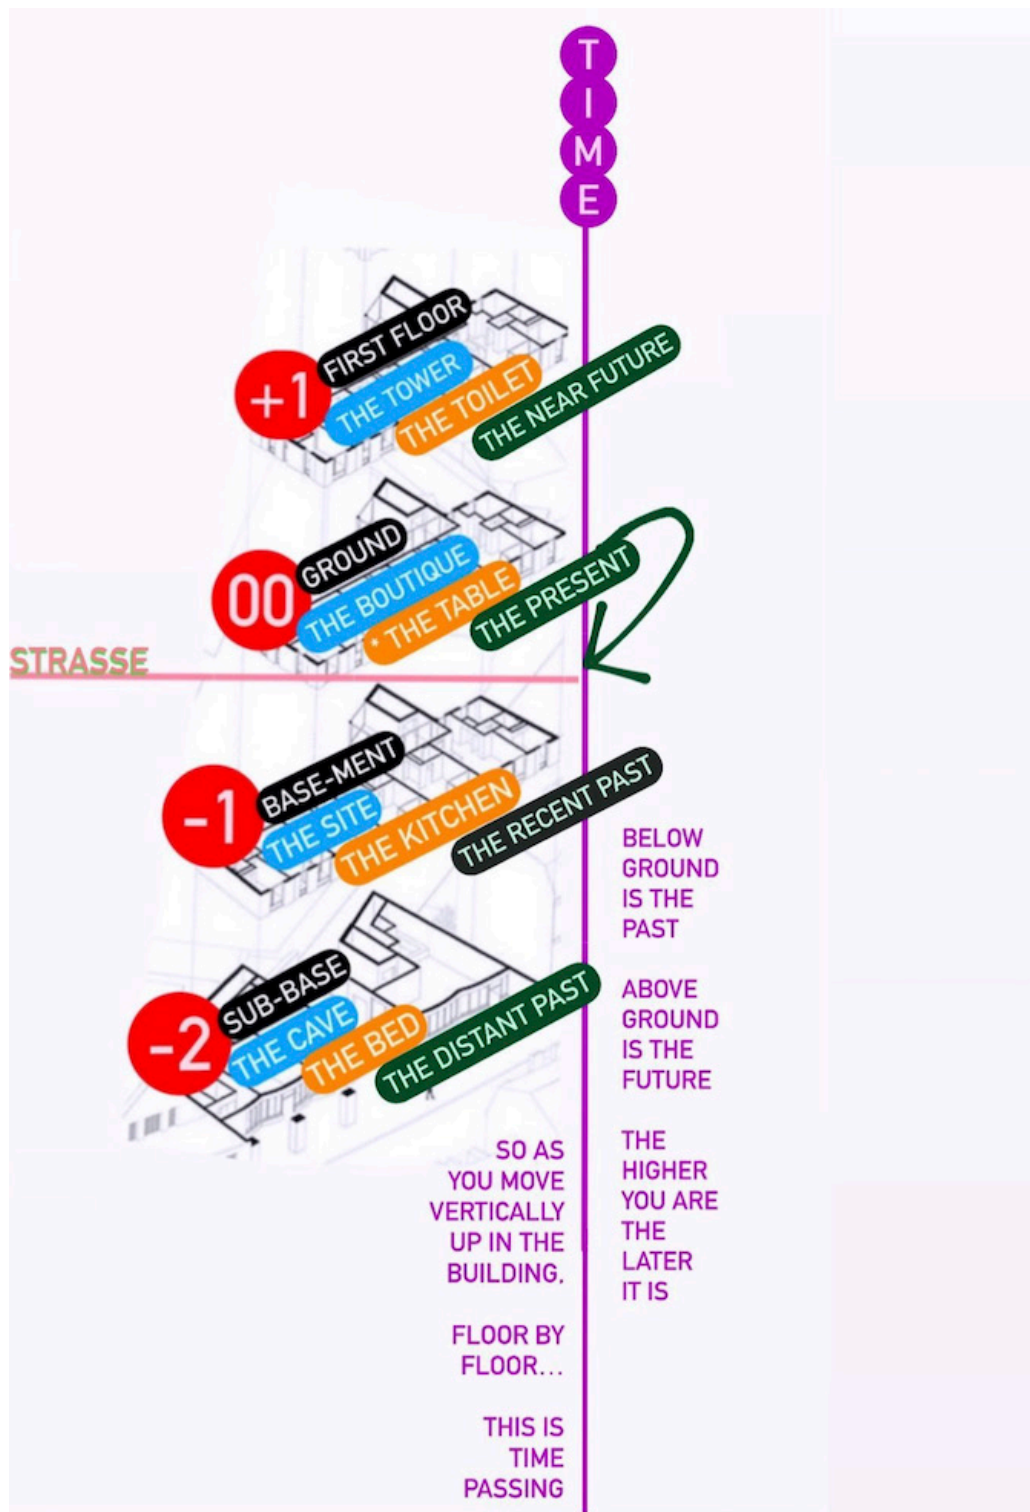 TIME
FIRST FLOOR
+1
THE TOWER
THE TOILET
THE NEAR FUTURE
GROUND
00
THE BOUTIQUE
* THE TABLE
THE PRESENT
STRASSE
BASE-MENT
-1
THE SITE
THE KITCHEN
THE RECENT PAST
BELOW
GROUND
IS THE
PAST
ABOVE
GROUND
IS THE
FUTURE
THE
HIGHER
YOU ARE
THE
LATER
IT IS
SUB-BASE
-2
THE CAVE
THE BED
THE DISTANT PAST
SO AS
YOU MOVE
VERTICALLY
UP IN THE
BUILDING,
FLOOR BY
FLOOR...
THIS IS
TIME
PASSING